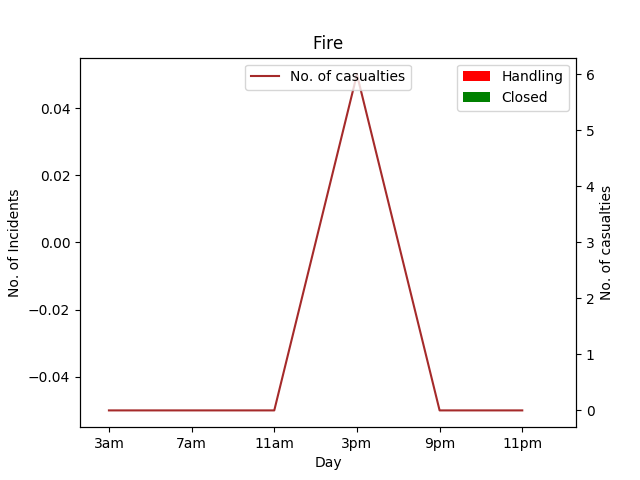 Fire
No. of casualties
Handling
Closed
0.04
0.02
0.00
−0.02
−0.04
No. of Incidents
6
5
4
3
2
1
0
No. of casualties
3am 7am 11am 3pm 9pm 11pm
Day